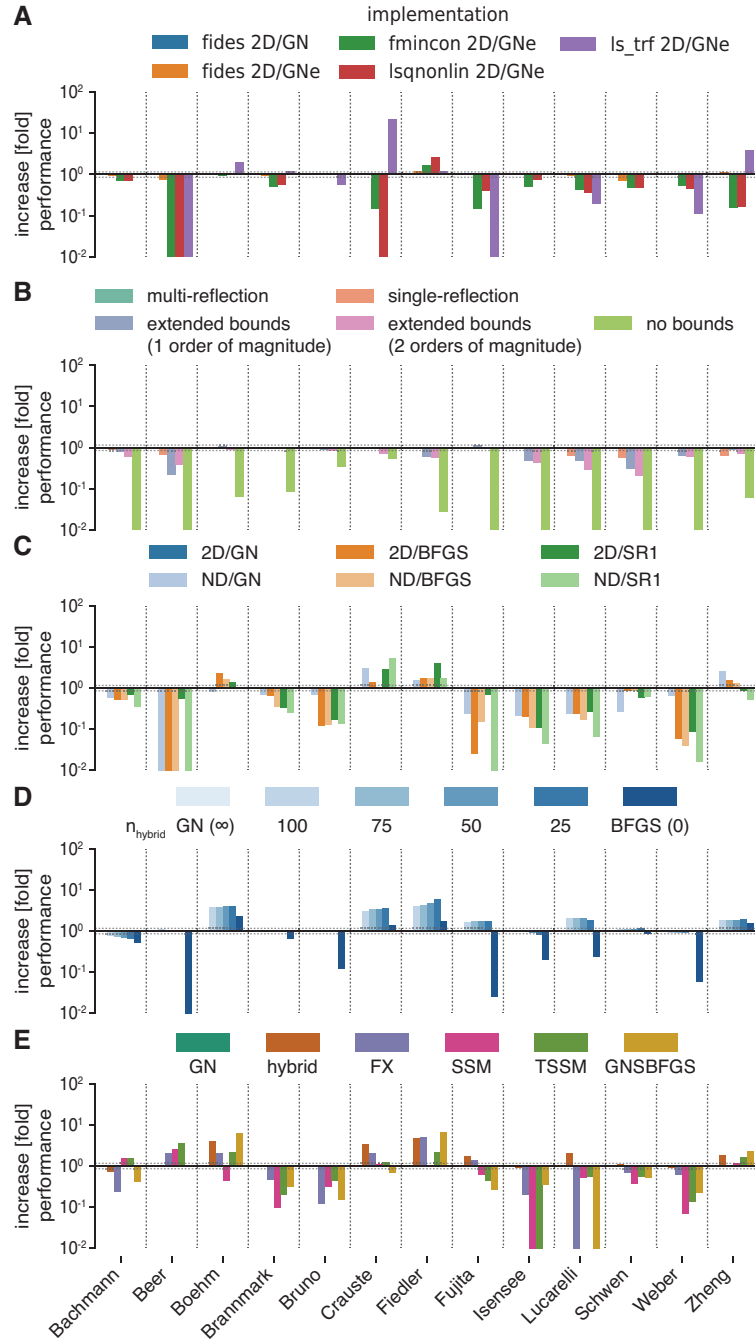 A
implementation
fides 2D/GN
fmincon 2D/GNe
ls_trf 2D/GNe
fides 2D/GNe
lsqnonlin 2D/GNe
increase [fold]
performance
10²
10¹
10⁰
10⁻¹
10⁻²
B
multi-reflection
single-reflection
extended bounds
(1 order of magnitude)
extended bounds
(2 orders of magnitude)
no bounds
increase [fold]
performance
10²
10¹
10⁰
10⁻¹
10⁻²
C
2D/GN
2D/BFGS
2D/SR1
ND/GN
ND/BFGS
ND/SR1
increase [fold]
performance
10²
10¹
10⁰
10⁻¹
10⁻²
D
n_hybrid
GN (∞)
100
75
50
25
BFGS (0)
increase [fold]
performance
10²
10¹
10⁰
10⁻¹
10⁻²
E
GN
hybrid
FX
SSM
TSSM
GNSBFGS
increase [fold]
performance
10²
10¹
10⁰
10⁻¹
10⁻²
Bachmann
Beer
Boehm
Brannmark
Bruno
Crauste
Fiedler
Fujita
Isensee
Lucarelli
Schwen
Weber
Zheng